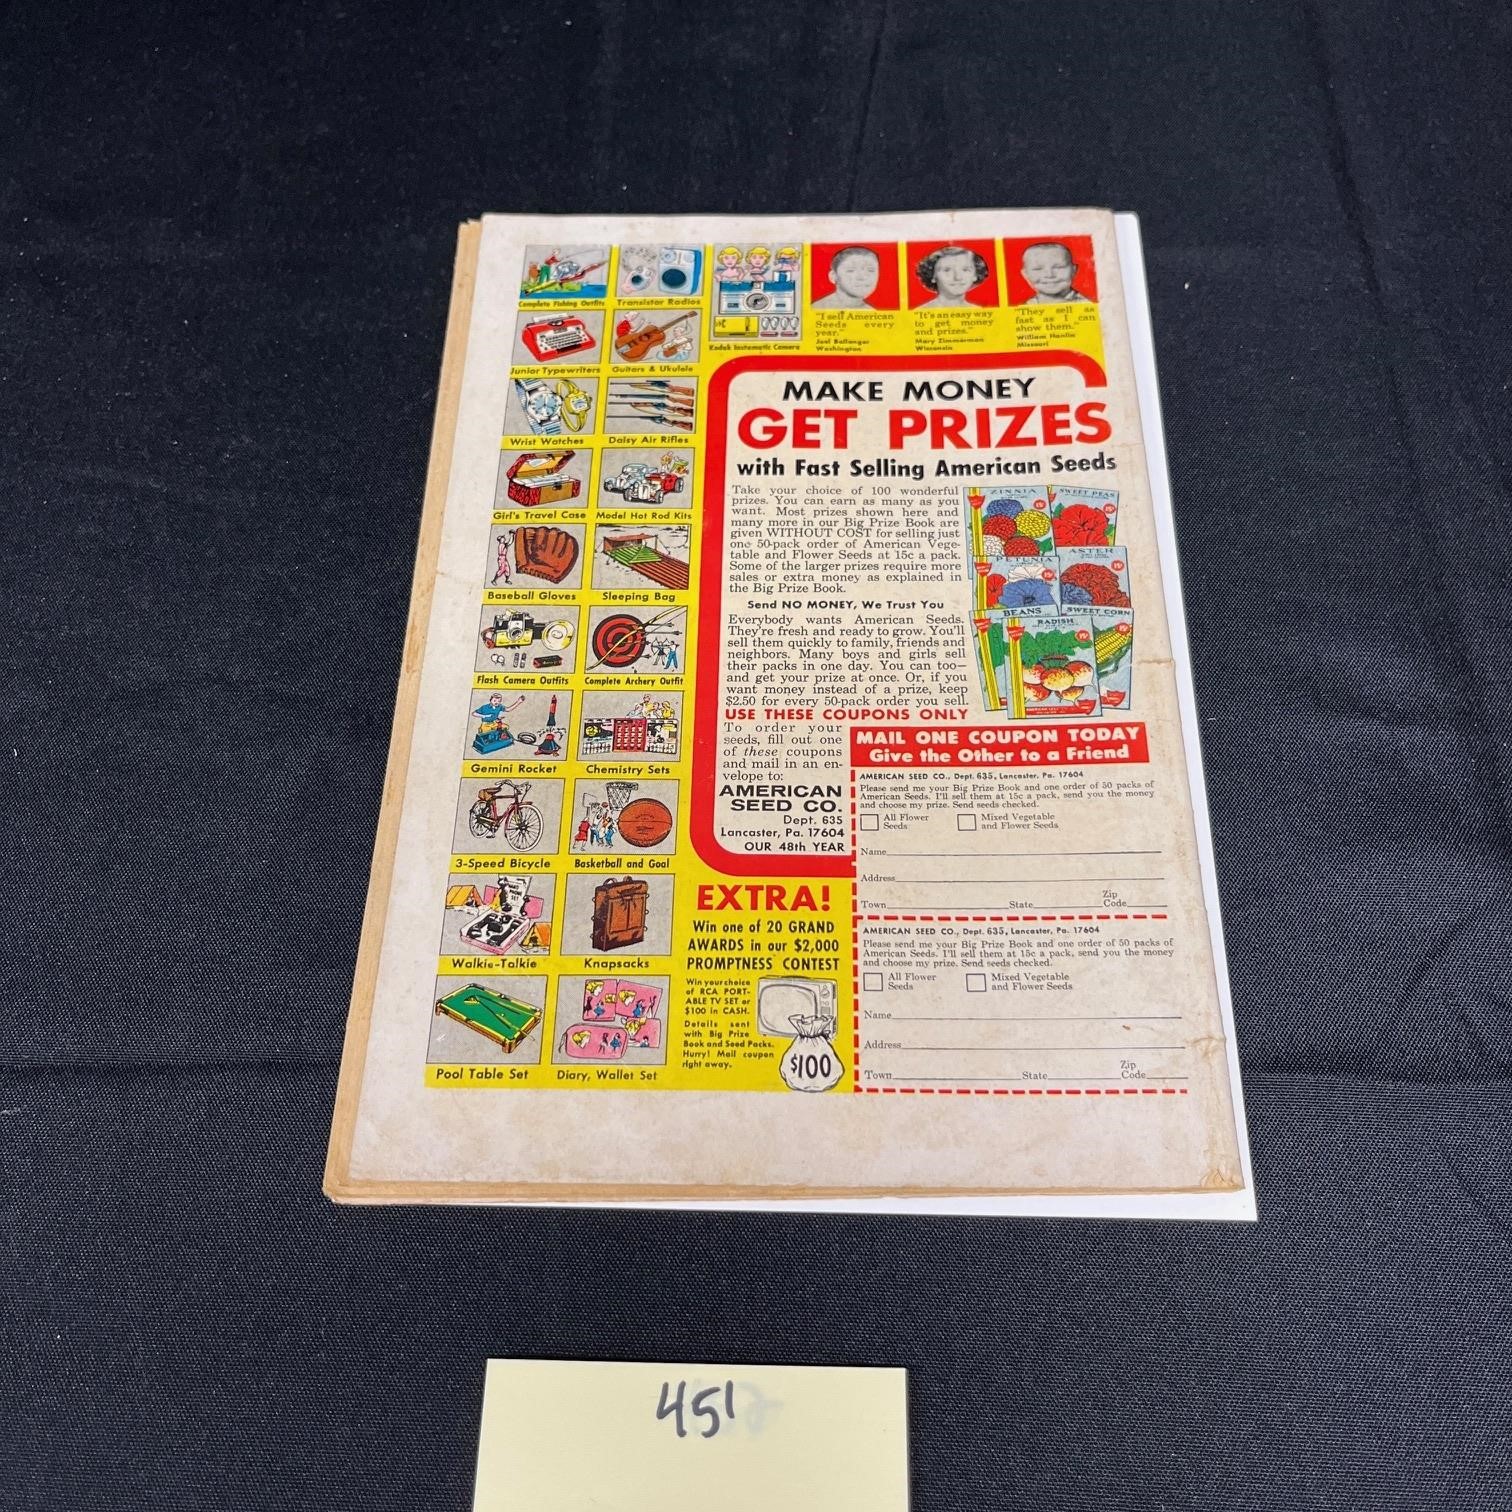 Complete Fishing Outfits
Transistor Radios
Kodak Instamatic Camera
Junior Typewriters
Guitars & Ukulele
Wrist Watches
Daisy Air Rifles
Girl's Travel Case
Model Hot Rod Kits
Baseball Gloves
Sleeping Bag
Flash Camera Outfits
Complete Archery Outfit
Gemini Rocket
Chemistry Sets
3-Speed Bicycle
Basketball and Goal
Walkie-Talkie
Knapsacks
Pool Table Set
Diary, Wallet Set
"I sell American
Seeds every
year."
Joel Ballanger
Washington
"It's an easy way
to get money
and prizes."
Mary Zimmerman
Wisconsin
"They sell as
fast as I can
show them."
William Hanlin
Missouri
MAKE MONEY
GET PRIZES
with Fast Selling American Seeds
Take your choice of 100 wonderful
prizes. You can earn as many as you
want. Most prizes shown here and
many more in our Big Prize Book are
given WITHOUT COST for selling just
one 50-pack order of American Vege-
table and Flower Seeds at 15c a pack.
Some of the larger prizes require more
sales or extra money as explained in
the Big Prize Book.
Send NO MONEY, We Trust You
Everybody wants American Seeds.
They're fresh and ready to grow. You'll
sell them quickly to family, friends and
neighbors. Many boys and girls sell
their packs in one day. You can too—
and get your prize at once. Or, if you
want money instead of a prize, keep
$2.50 for every 50-pack order you sell.
USE THESE COUPONS ONLY
To order your
seeds, fill out one
of these coupons
and mail in an en-
velope to:
AMERICAN
SEED CO.
Dept. 635
Lancaster, Pa. 17604
OUR 48th YEAR
ZINNIA
SWEET PEAS
PETUNIA
ASTER
BEANS
SWEET CORN
RADISH
MAIL ONE COUPON TODAY
Give the Other to a Friend
AMERICAN SEED CO., Dept. 635, Lancaster, Pa. 17604
Please send me your Big Prize Book and one order of 50 packs of
American Seeds. I'll sell them at 15c a pack, send you the money
and choose my prize. Send seeds checked.
All Flower
Seeds
Mixed Vegetable
and Flower Seeds
Name
Address
Town State Zip Code
AMERICAN SEED CO., Dept. 635, Lancaster, Pa. 17604
Please send me your Big Prize Book and one order of 50 packs of
American Seeds. I'll sell them at 15c a pack, send you the money
and choose my prize. Send seeds checked.
All Flower
Seeds
Mixed Vegetable
and Flower Seeds
Name
Address
Town State Zip Code
EXTRA!
Win one of 20 GRAND
AWARDS in our $2,000
PROMPTNESS CONTEST
Win your choice
of RCA PORT-
ABLE TV SET or
$100 in CASH.
Details sent
with Big Prize
Book and Seed Packs.
Hurry! Mail coupon
right away.
$100
451